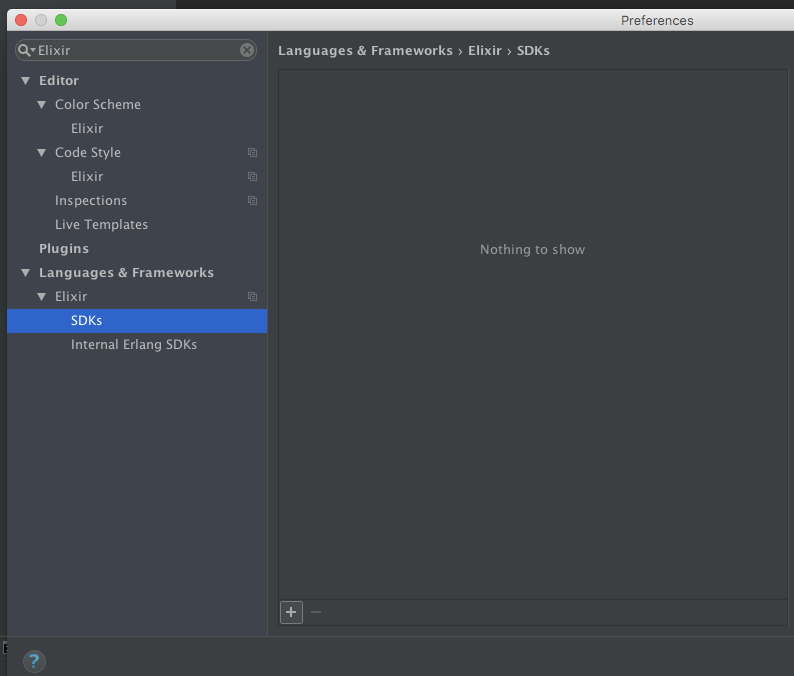 Preferences
Elixir
Languages & Frameworks › Elixir › SDKs
Editor
Color Scheme
Elixir
Code Style
Elixir
Inspections
Live Templates
Plugins
Languages & Frameworks
Elixir
SDKs
Internal Erlang SDKs
Nothing to show
+ −
?